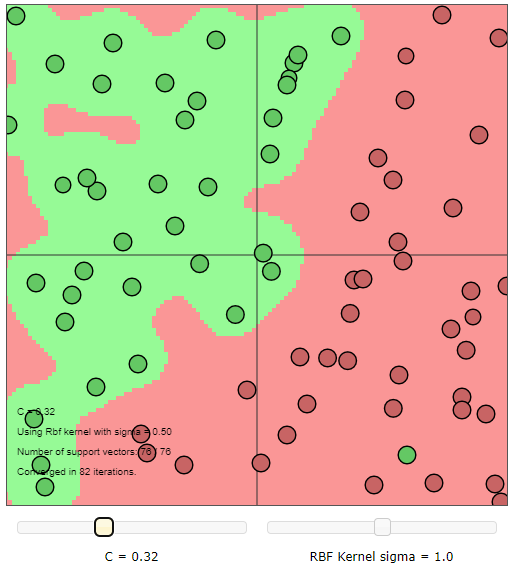 C = 0.32
Using Rbf kernel with sigma = 0.50
Number of support vectors: 76 / 76
Converged in 82 iterations.
C = 0.32 RBF Kernel sigma = 1.0